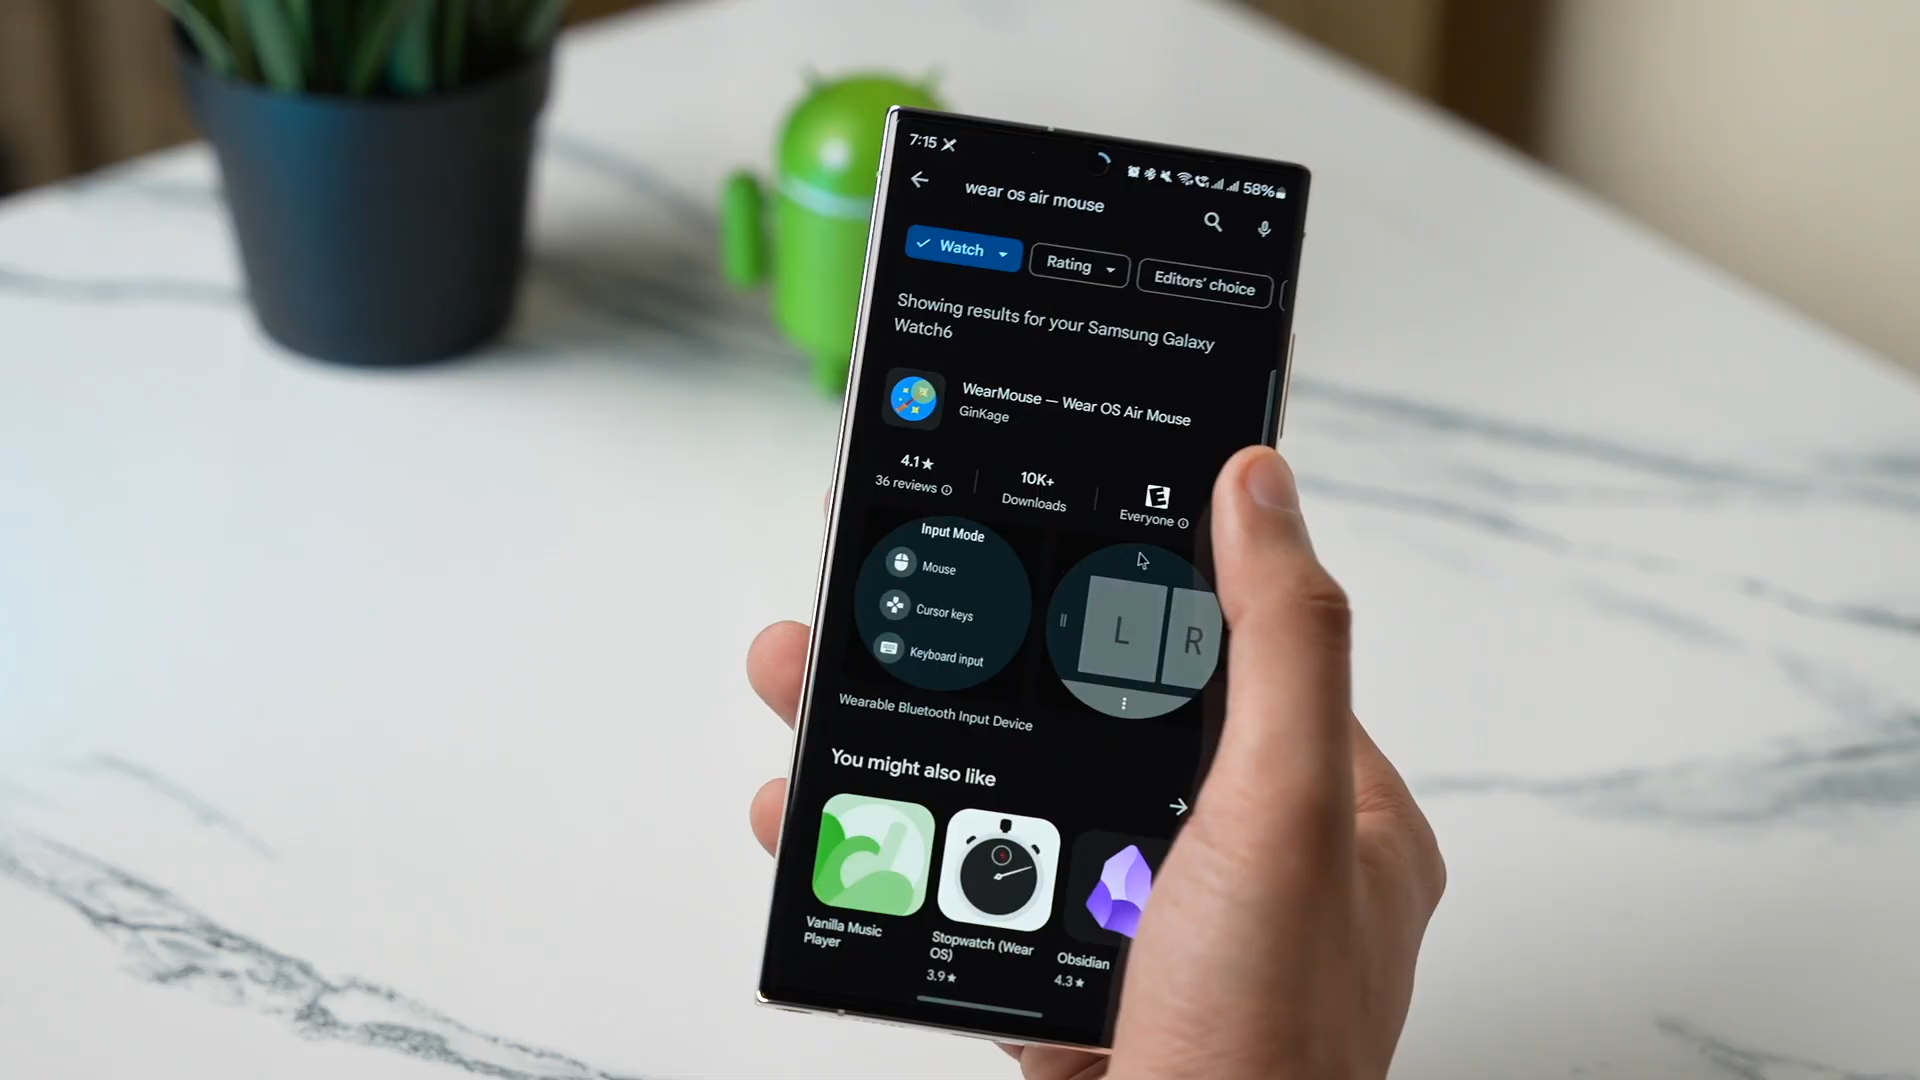 7:15
58%
wear os air mouse
Watch
Rating
Editors' choice
Showing results for your Samsung Galaxy
Watch6
WearMouse — Wear OS Air Mouse
GinKage
4.1★
36 reviews
10K+
Downloads
E
Everyone
Input Mode
Mouse
Cursor keys
Keyboard input
L
R
Wearable Bluetooth Input Device
You might also like
Vanilla Music
Player
Stopwatch (Wear
OS)
3.9★
Obsidian
4.3★